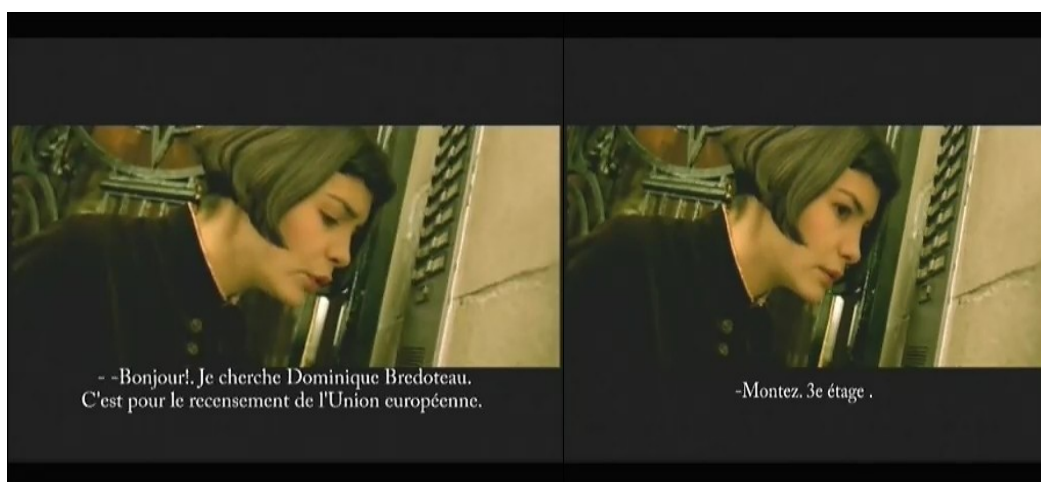 - -Bonjour!. Je cherche Dominique Bredoteau.
C'est pour le recensement de l'Union européenne.
-Montez. 3e étage .